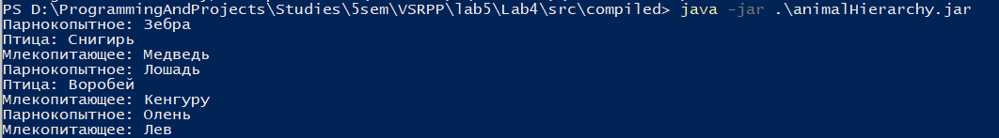 PS D:\ProgrammingAndProjects\Studies\5sem\VSRPP\lab5\Lab4\src\compiled> java -jar .\animalHierarchy.jar
Парнокопытное: Зебра
Птица: Снигирь
Млекопитающее: Медведь
Парнокопытное: Лошадь
Птица: Воробей
Млекопитающее: Кенгуру
Парнокопытное: Олень
Млекопитающее: Лев